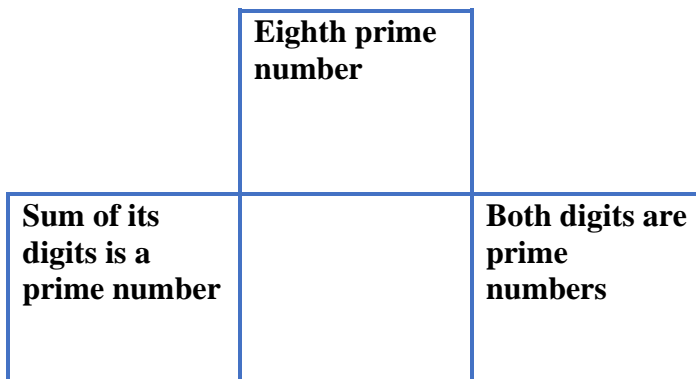 Eighth prime
number
Sum of its
digits is a
prime number
Both digits are
prime
numbers